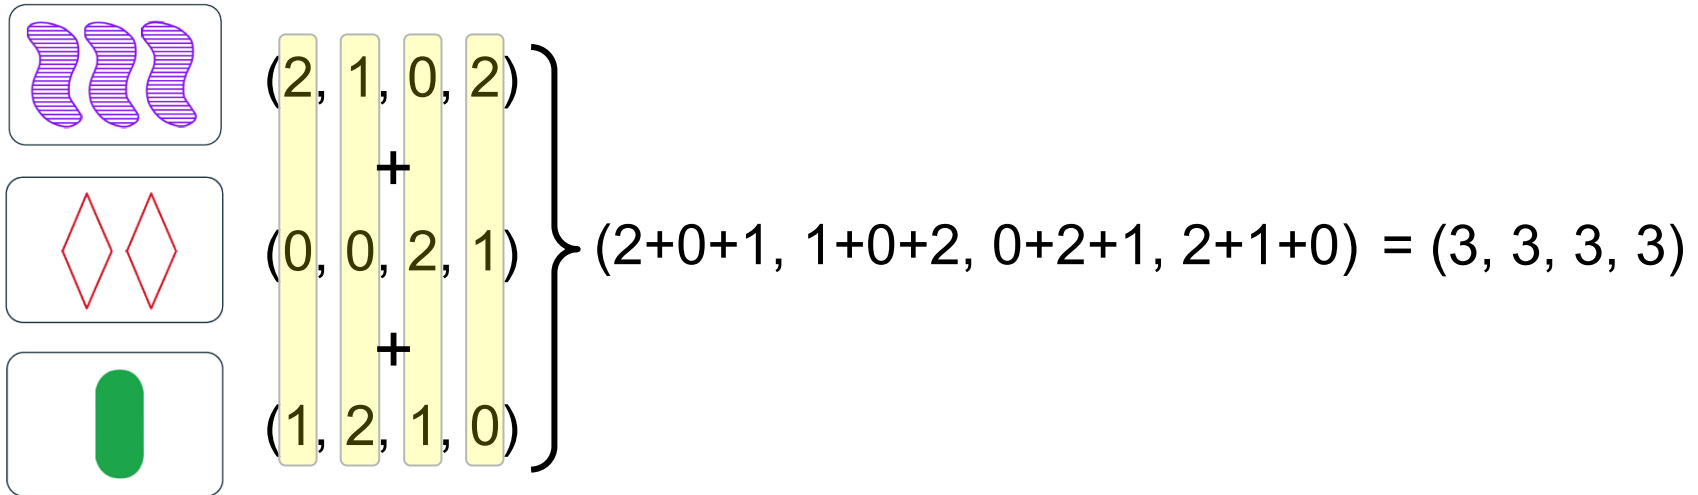 (2, 1, 0, 2)
+
(0, 0, 2, 1)
(2+0+1, 1+0+2, 0+2+1, 2+1+0) = (3, 3, 3, 3)
+
(1, 2, 1, 0)